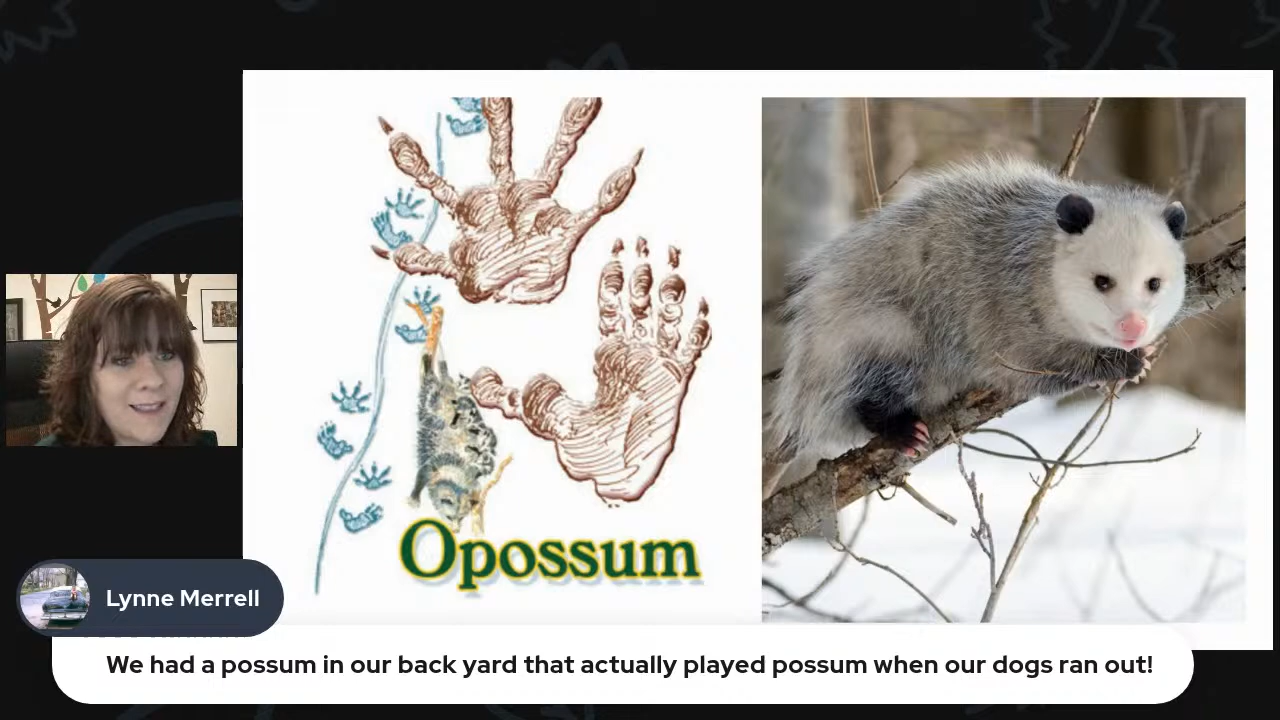 Opossum
Lynne Merrell
We had a possum in our back yard that actually played possum when our dogs ran out!